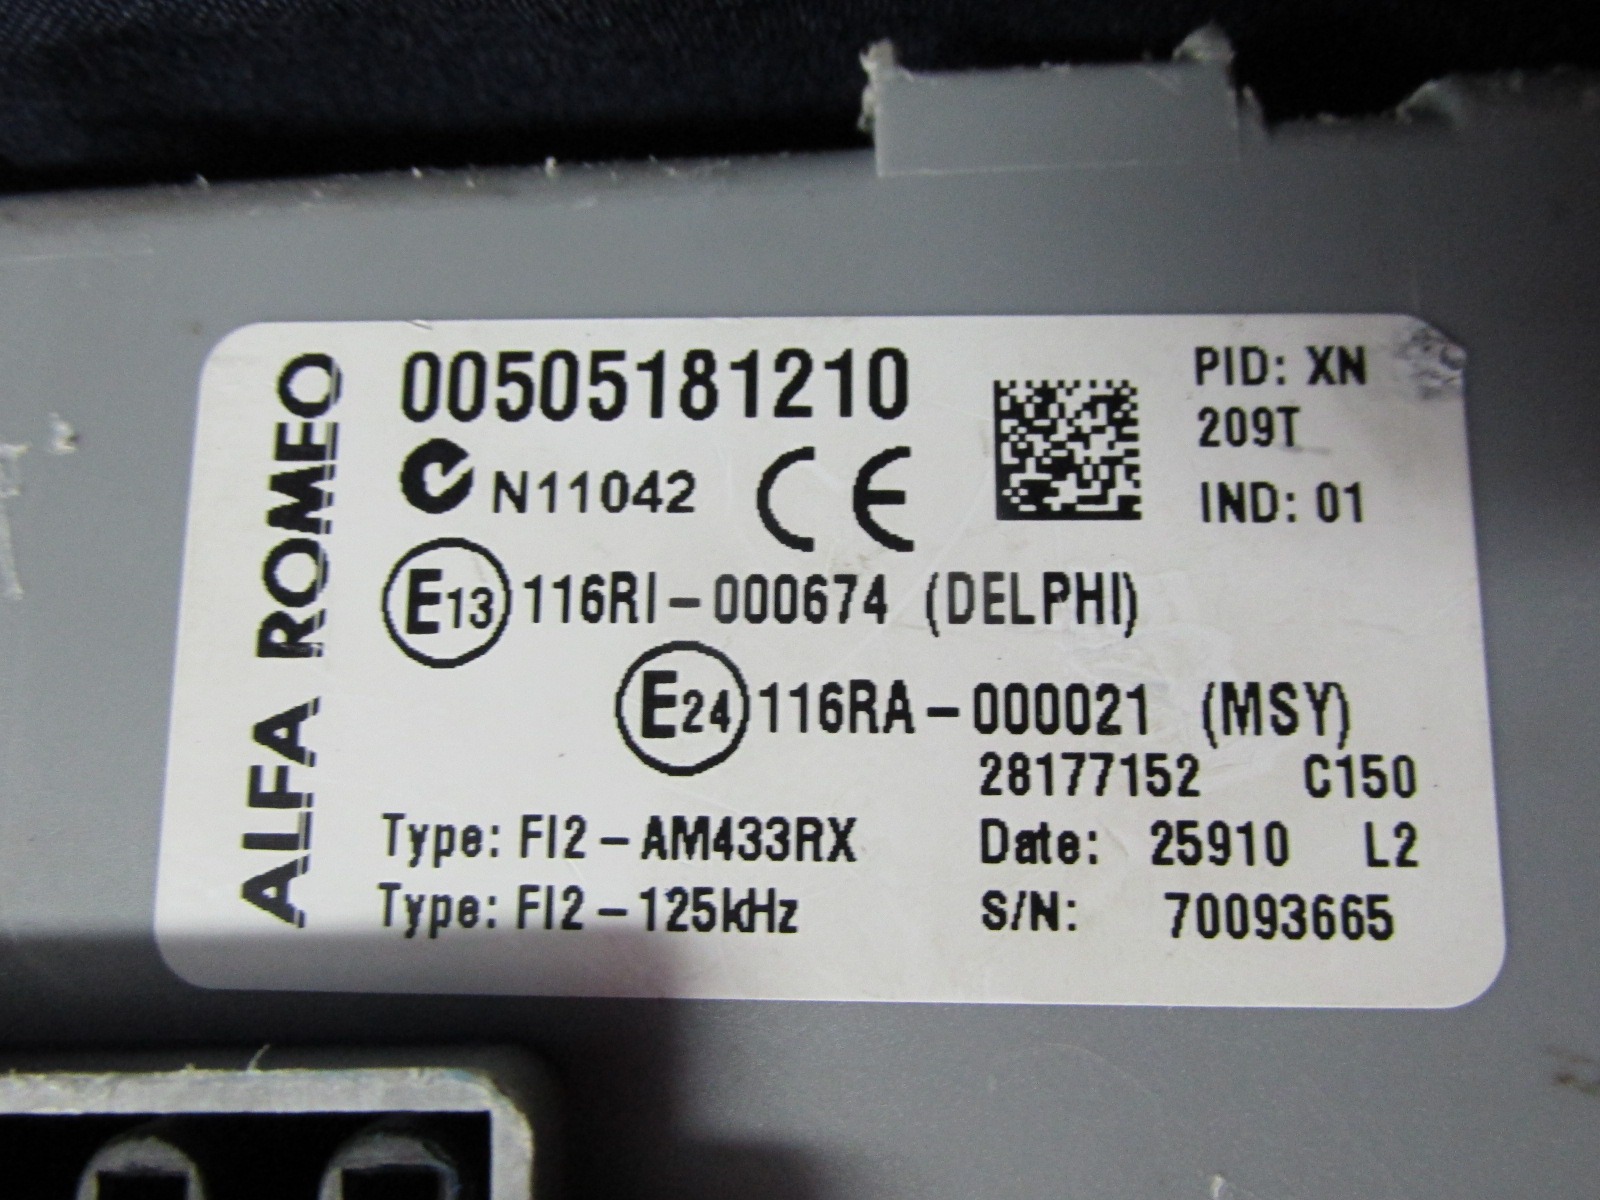 ALFA ROMEO
00505181210
N11042 CE
PID: XN
209T
IND: 01
E13 116RI-000674 (DELPHI)
E24 116RA-000021 (MSY)
28177152 C150
Type: FI2-AM433RX
Date: 25910 L2
Type: FI2-125kHz
S/N: 70093665